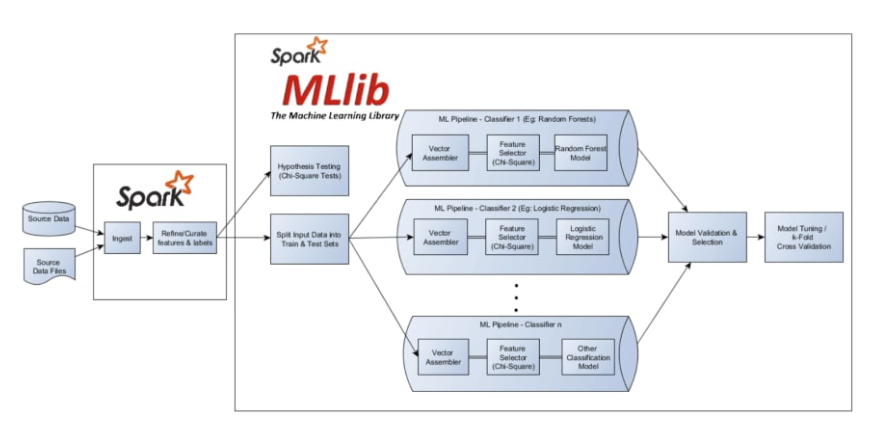 Spark
MLlib
The Machine Learning Library
ML Pipeline - Classifier 1 (Eg: Random Forests)
Vector
Assembler
Feature
Selector
(Chi-Square)
Random Forest
Model
Hypothesis Testing
(Chi-Square Tests)
Spark
Source Data
Source
Data Files
Ingest
Refine/Curate
features & labels
Split Input Data into
Train & Test Sets
ML Pipeline - Classifier 2 (Eg: Logistic Regression)
Vector
Assembler
Feature
Selector
(Chi-Square)
Logistic
Regression
Model
ML Pipeline - Classifier n
Vector
Assembler
Feature
Selector
(Chi-Square)
Other
Classification
Model
Model Validation &
Selection
Model Tuning /
k-Fold
Cross Validation